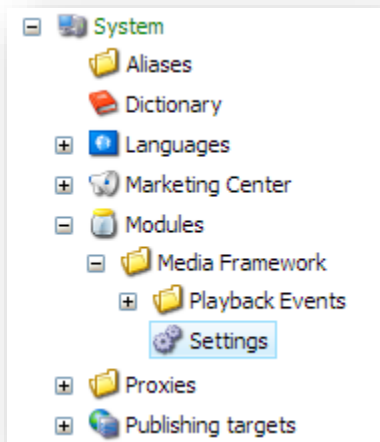 System
Aliases
Dictionary
Languages
Marketing Center
Modules
Media Framework
Playback Events
Settings
Proxies
Publishing targets